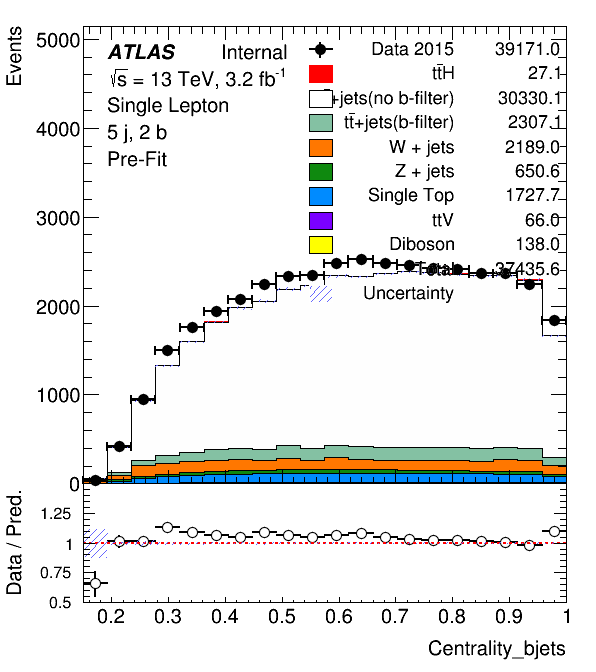 Events
5000
4000
3000
2000
1000
0
ATLAS Internal
√s = 13 TeV, 3.2 fb-1
Single Lepton
5 j, 2 b
Pre-Fit
Data 2015 39171.0
tt̄H 27.1
+jets(no b-filter) 30330.1
tt̄+jets(b-filter) 2307.1
W + jets 2189.0
Z + jets 650.6
Single Top 1727.7
ttV 66.0
Diboson 138.0
Total 37435.6
Uncertainty
Data / Pred.
1.25
1
0.75
0.5
0.2 0.3 0.4 0.5 0.6 0.7 0.8 0.9 1
Centrality_bjets